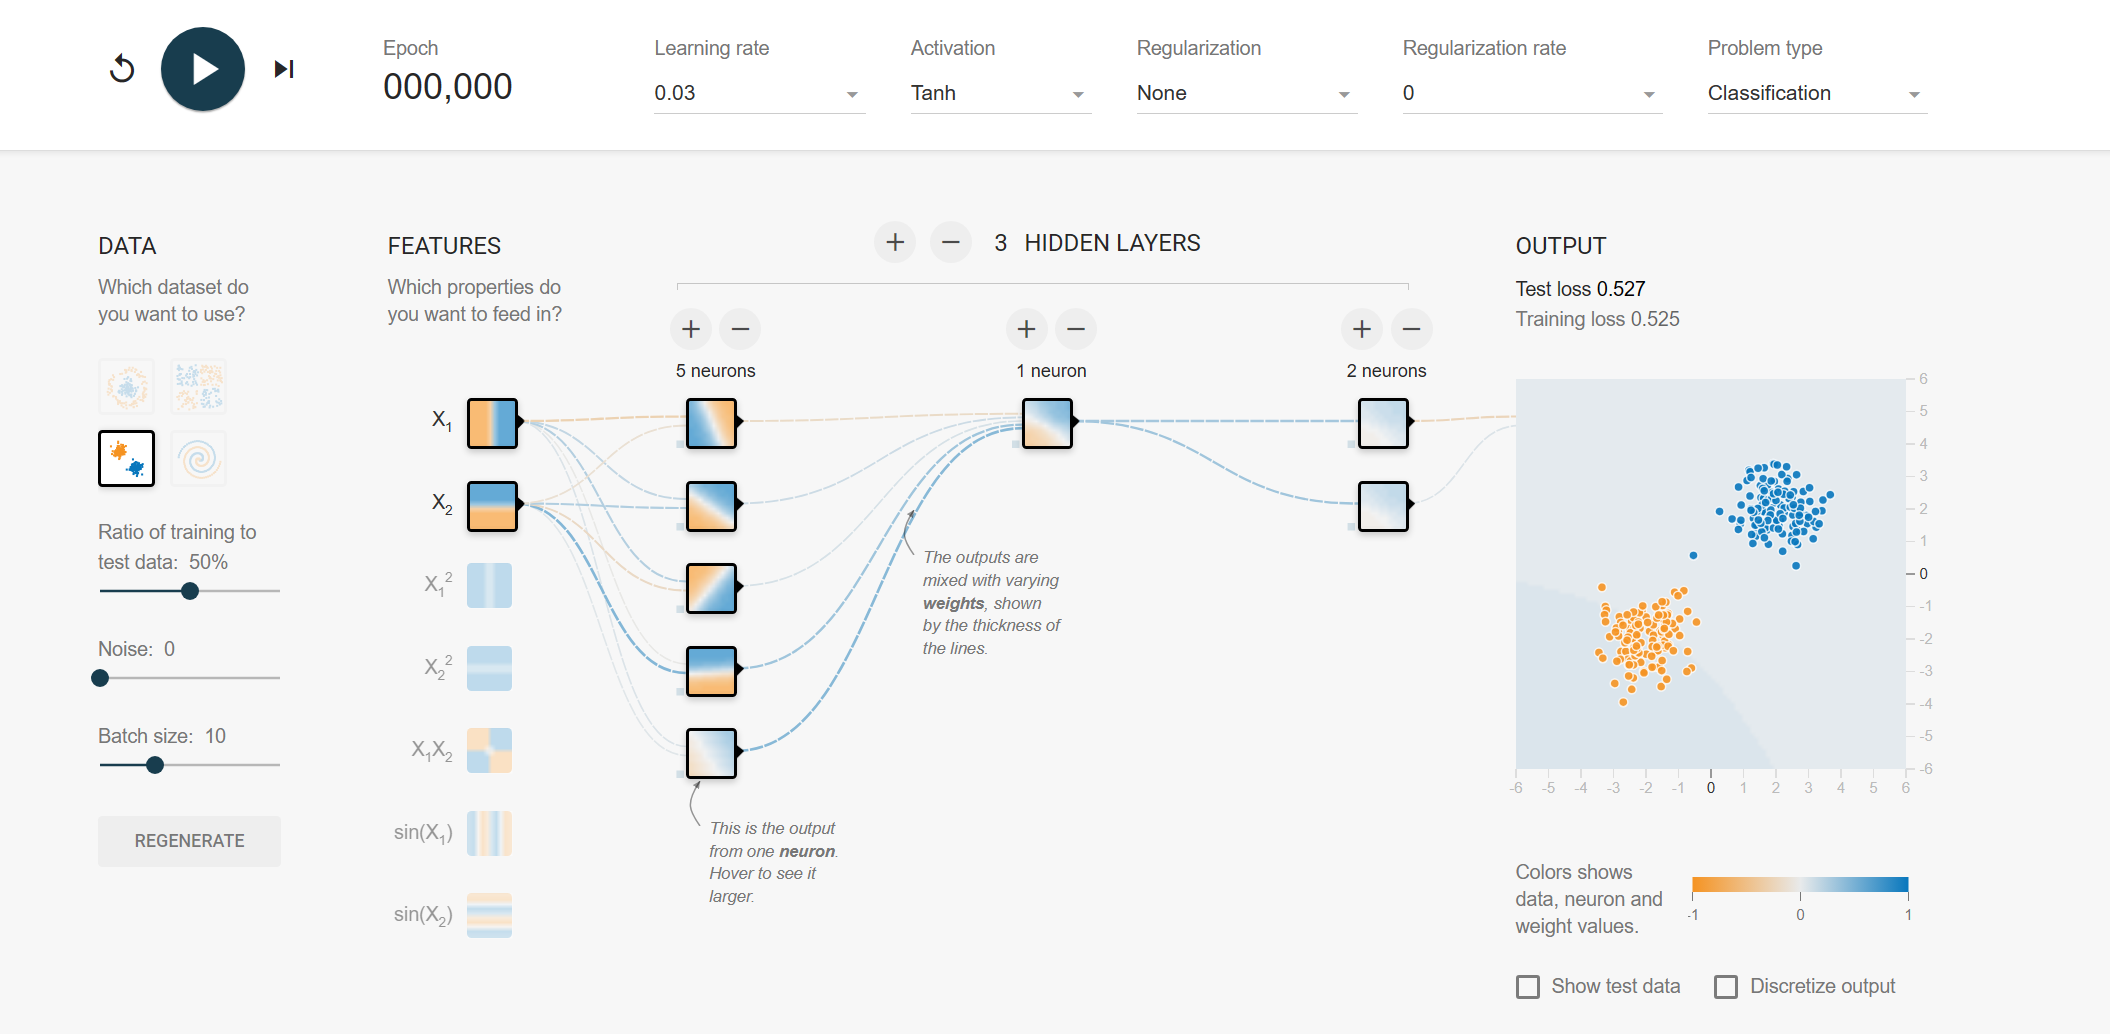 Epoch
000,000
Learning rate
0.03
Activation
Tanh
Regularization
None
Regularization rate
0
Problem type
Classification
DATA
Which dataset do
you want to use?
Ratio of training to
test data: 50%
Noise: 0
Batch size: 10
REGENERATE
FEATURES
Which properties do
you want to feed in?
X1
X2
X1²
X2²
X1X2
sin(X1)
sin(X2)
+ − 3 HIDDEN LAYERS
+ −
5 neurons
+ −
1 neuron
+ −
2 neurons
The outputs are
mixed with varying
weights, shown
by the thickness of
the lines.
This is the output
from one neuron.
Hover to see it
larger.
OUTPUT
Test loss 0.527
Training loss 0.525
6
5
4
3
2
1
0
-1
-2
-3
-4
-5
-6
-6 -5 -4 -3 -2 -1 0 1 2 3 4 5 6
Colors shows
data, neuron and
weight values.
-1 0 1
Show test data
Discretize output